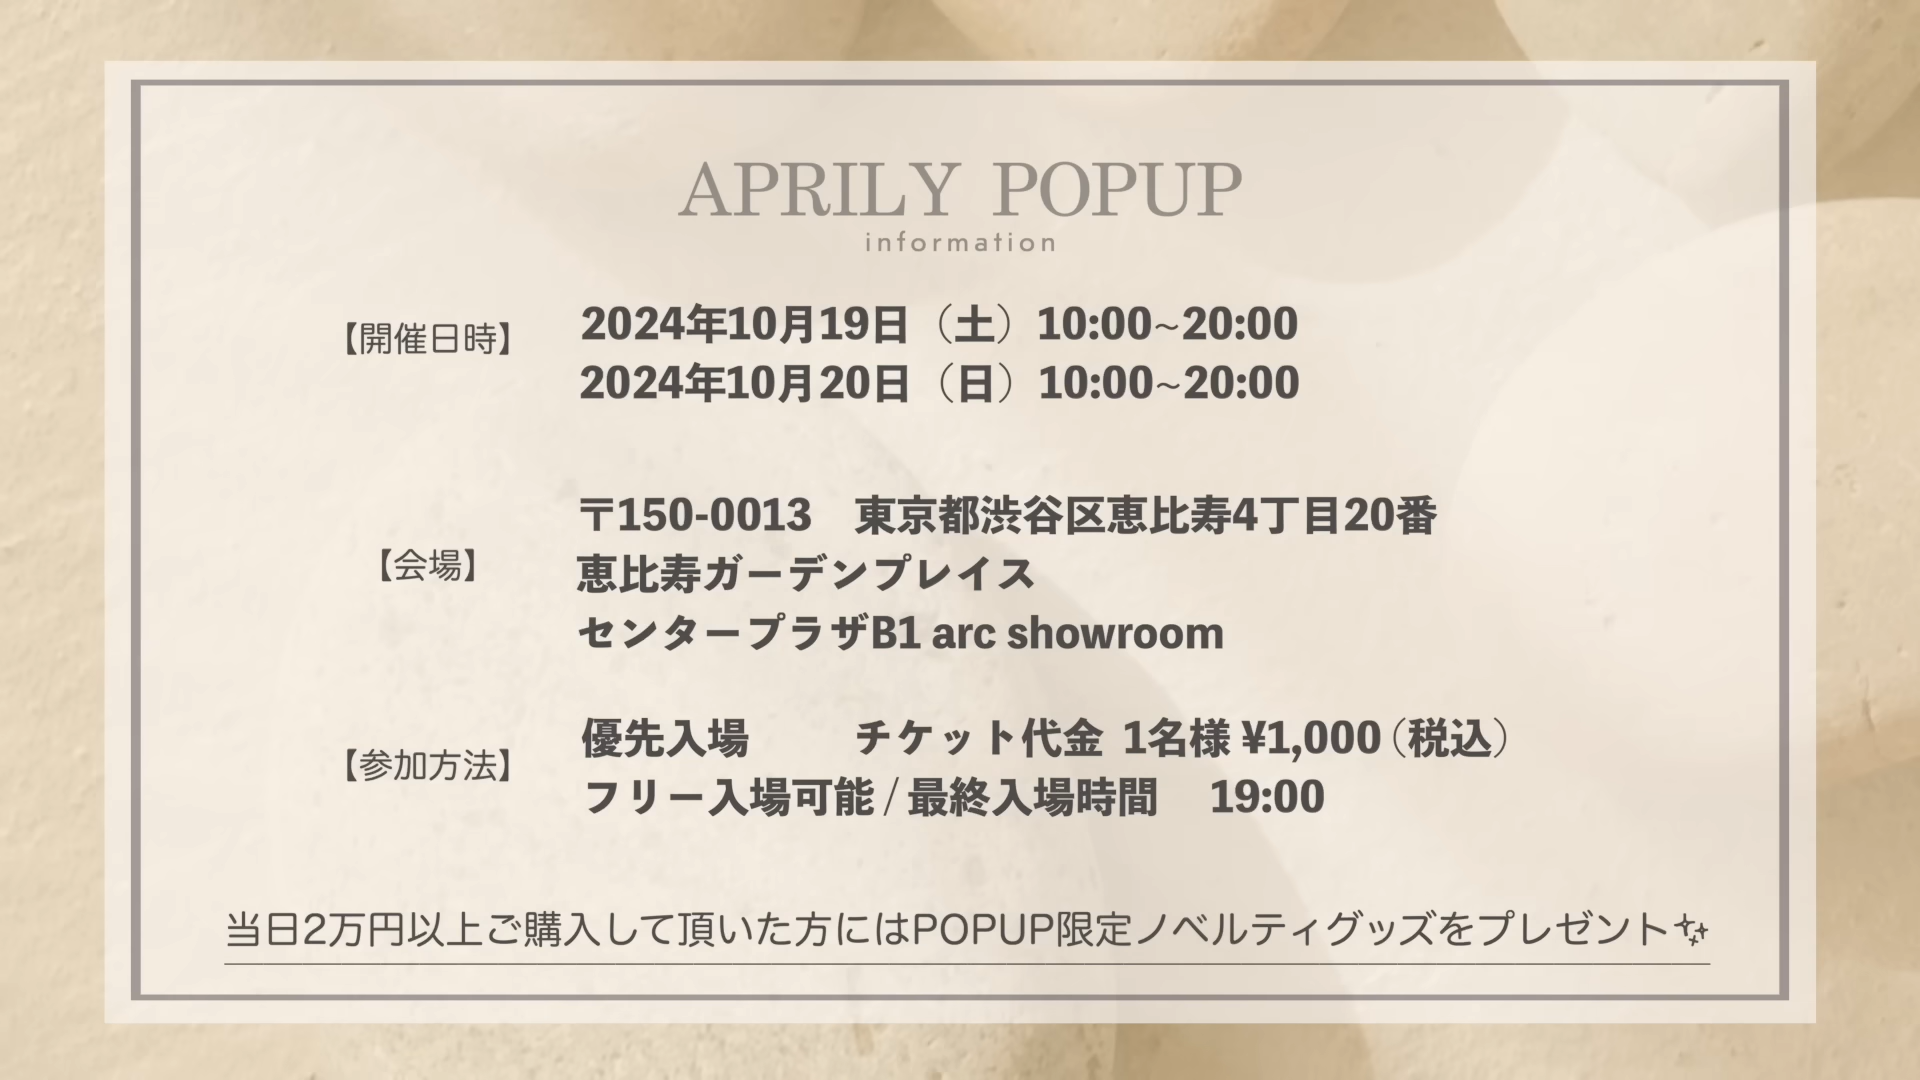 APRILY POPUP
information
【開催日時】
2024年10月19日（土）10:00~20:00
2024年10月20日（日）10:00~20:00
【会場】
〒150-0013　東京都渋谷区恵比寿4丁目20番
恵比寿ガーデンプレイス
センタープラザB1 arc showroom
【参加方法】
優先入場　　チケット代金 1名様 ¥1,000（税込）
フリー入場可能 / 最終入場時間　19:00
当日2万円以上ご購入して頂いた方にはPOPUP限定ノベルティグッズをプレゼント✨